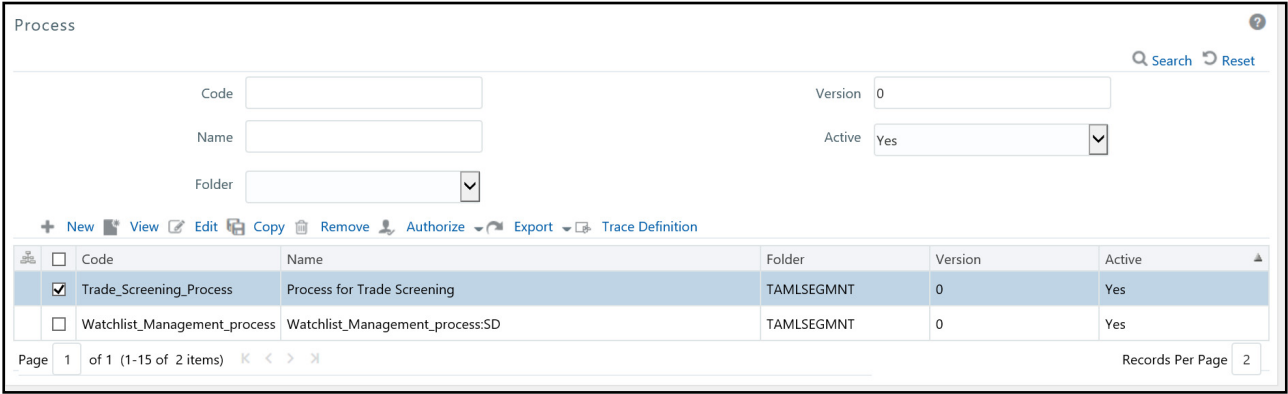 Process
Search Reset
Code Version 0
Name Active Yes
Folder
New View Edit Copy Remove Authorize Export Trace Definition
Code Name Folder Version Active
Trade_Screening_Process Process for Trade Screening TAMLSEGMNT 0 Yes
Watchlist_Management_process Watchlist_Management_process:SD TAMLSEGMNT 0 Yes
Page 1 of 1 (1-15 of 2 items) Records Per Page 2